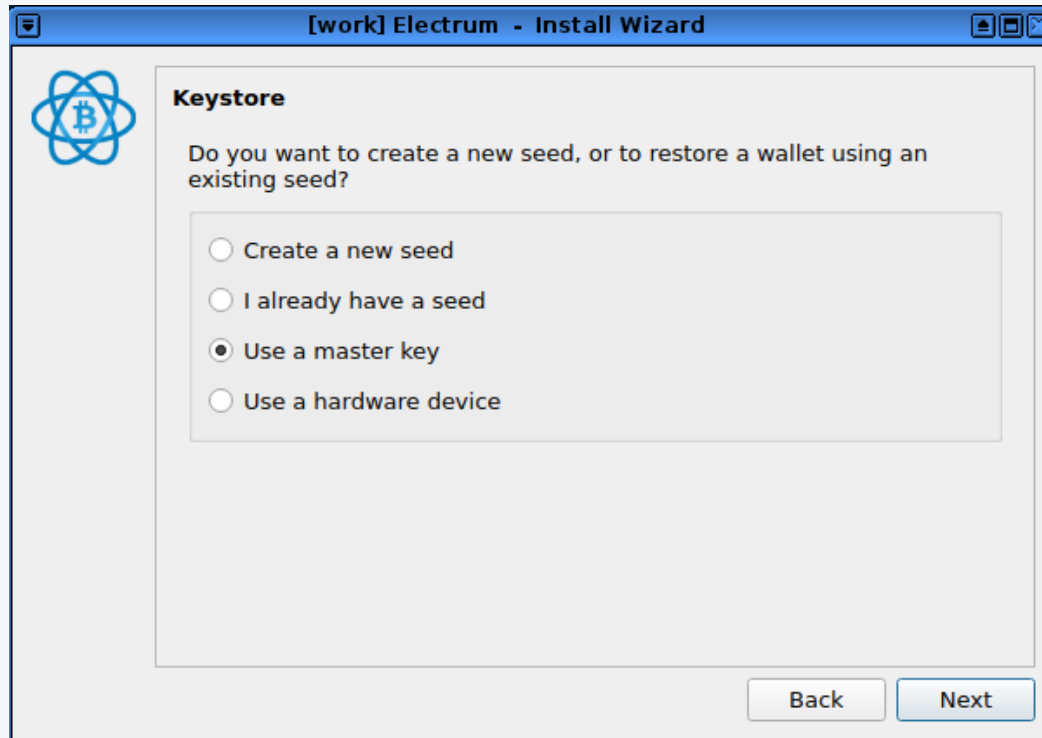 [work] Electrum - Install Wizard
Keystore
Do you want to create a new seed, or to restore a wallet using an
existing seed?
Create a new seed
I already have a seed
Use a master key
Use a hardware device
Back
Next